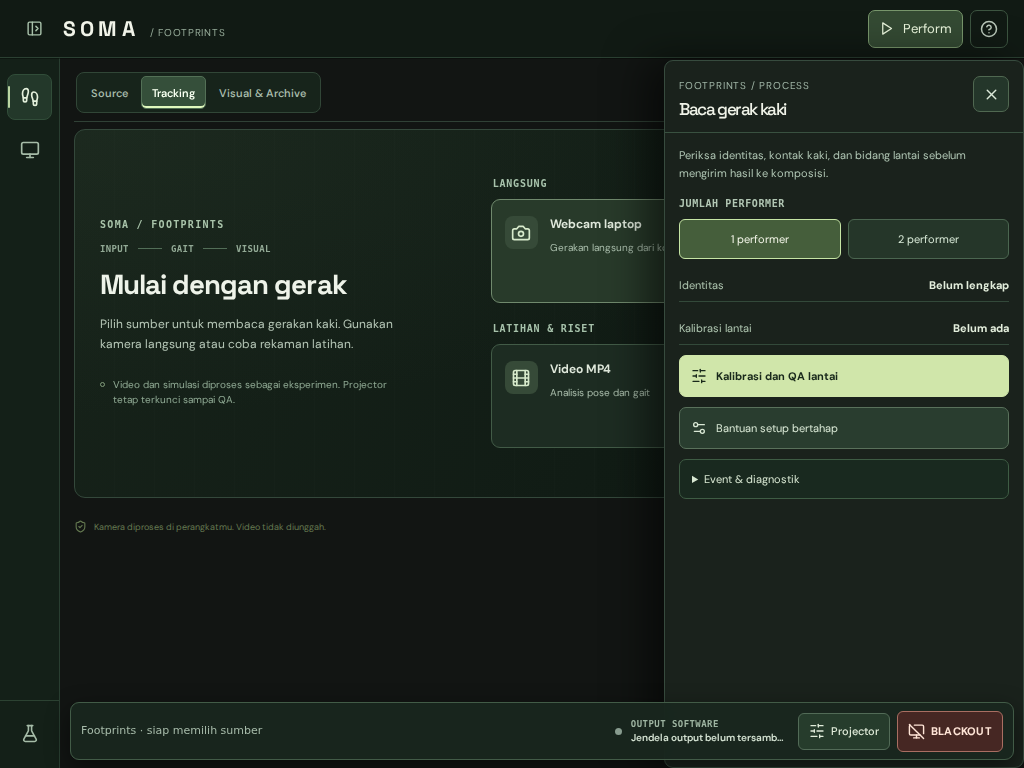 SOMA / FOOTPRINTS
Perform
Source Tracking Visual & Archive
SOMA / FOOTPRINTS
INPUT GAIT VISUAL
Mulai dengan gerak
Pilih sumber untuk membaca gerakan kaki. Gunakan
kamera langsung atau coba rekaman latihan.
Video dan simulasi diproses sebagai eksperimen. Projector
tetap terkunci sampai QA.
LANGSUNG
Webcam laptop
Gerakan langsung dari
LATIHAN & RISET
Video MP4
Analisis pose dan gait
Kamera diproses di perangkatmu. Video tidak diunggah.
FOOTPRINTS / PROCESS
Baca gerak kaki
Periksa identitas, kontak kaki, dan bidang lantai sebelum
mengirim hasil ke komposisi.
JUMLAH PERFORMER
1 performer 2 performer
Identitas Belum lengkap
Kalibrasi lantai Belum ada
Kalibrasi dan QA lantai
Bantuan setup bertahap
Event & diagnostik
Footprints · siap memilih sumber
OUTPUT SOFTWARE
Jendela output belum tersamb…
Projector
BLACKOUT